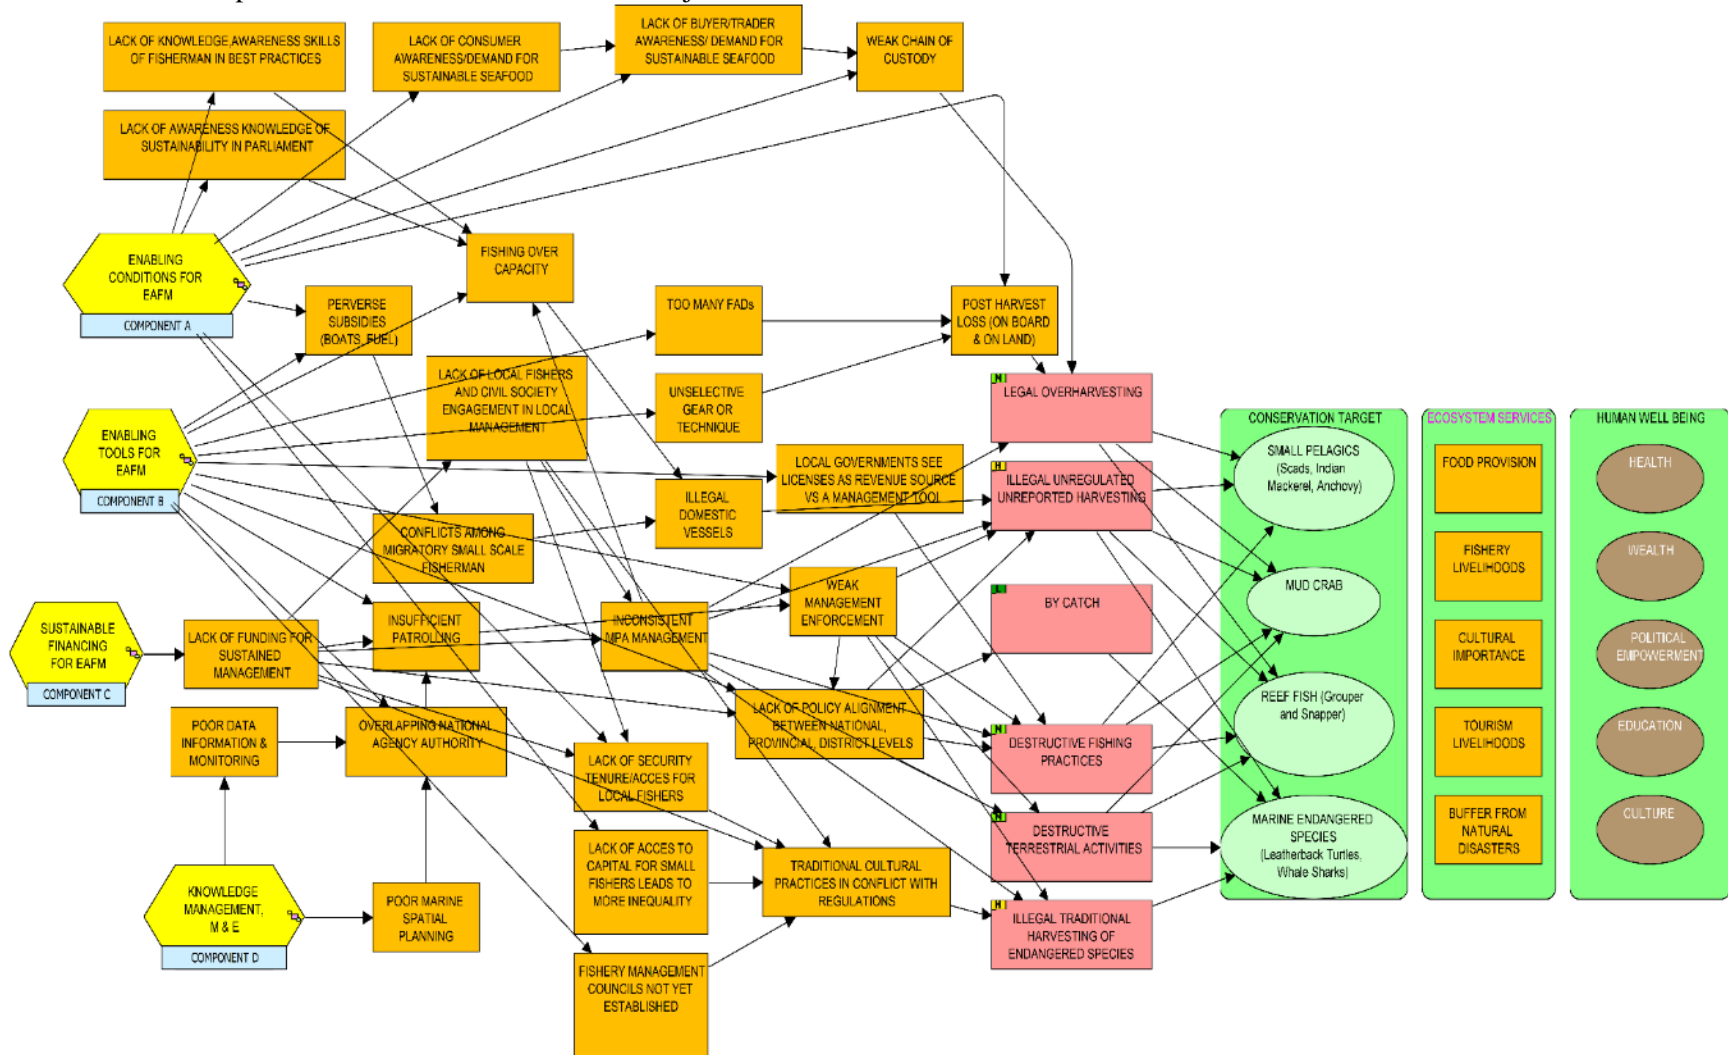 LACK OF KNOWLEDGE,AWARENESS SKILLS
OF FISHERMAN IN BEST PRACTICES
LACK OF CONSUMER
AWARENESS/DEMAND FOR
SUSTAINABLE SEAFOOD
LACK OF BUYER/TRADER
AWARENESS/ DEMAND FOR
SUSTAINABLE SEAFOOD
WEAK CHAIN OF
CUSTODY
LACK OF AWARENESS KNOWLEDGE OF
SUSTAINABILITY IN PARLIAMENT
ENABLING
CONDITIONS FOR
EAFM
COMPONENT A
FISHING OVER
CAPACITY
PERVERSE
SUBSIDIES
(BOATS, FUEL)
TOO MANY FADs
POST HARVEST
LOSS (ON BOARD
& ON LAND)
LACK OF LOCAL FISHERS
AND CIVIL SOCIETY
ENGAGEMENT IN LOCAL
MANAGEMENT
UNSELECTIVE
GEAR OR
TECHNIQUE
M
LEGAL OVERHARVESTING
ENABLING
TOOLS FOR
EAFM
COMPONENT B
LOCAL GOVERNMENTS SEE
LICENSES AS REVENUE SOURCE
VS A MANAGEMENT TOOL
H
ILLEGAL UNREGULATED
UNREPORTED HARVESTING
ILLEGAL
DOMESTIC
VESSELS
CONFLICTS AMONG
MIGRATORY SMALL SCALE
FISHERMAN
WEAK
MANAGEMENT
ENFORCEMENT
L
BY CATCH
SUSTAINABLE
FINANCING
FOR EAFM
COMPONENT C
LACK OF FUNDING FOR
SUSTAINED
MANAGEMENT
INSUFFICIENT
PATROLLING
INCONSISTENT
MPA MANAGEMENT
POOR DATA
INFORMATION &
MONITORING
OVERLAPPING NATIONAL
AGENCY AUTHORITY
LACK OF POLICY ALIGNMENT
BETWEEN NATIONAL,
PROVINCIAL, DISTRICT LEVELS
M
DESTRUCTIVE FISHING
PRACTICES
LACK OF SECURITY
TENURE/ACCES FOR
LOCAL FISHERS
M
DESTRUCTIVE
TERRESTRIAL ACTIVITIES
LACK OF ACCES TO
CAPITAL FOR SMALL
FISHERS LEADS TO
MORE INEQUALITY
TRADITIONAL CULTURAL
PRACTICES IN CONFLICT WITH
REGULATIONS
KNOWLEDGE
MANAGEMENT,
M & E
COMPONENT D
POOR MARINE
SPATIAL
PLANNING
H
ILLEGAL TRADITIONAL
HARVESTING OF
ENDANGERED SPECIES
FISHERY MANAGEMENT
COUNCILS NOT YET
ESTABLISHED
CONSERVATION TARGET
SMALL PELAGICS
(Scads, Indian
Mackerel, Anchovy)
MUD CRAB
REEF FISH (Grouper
and Snapper)
MARINE ENDANGERED
SPECIES
(Leatherback Turtles,
Whale Sharks)
ECOSYSTEM SERVICES
FOOD PROVISION
FISHERY
LIVELIHOODS
CULTURAL
IMPORTANCE
TOURISM
LIVELIHOODS
BUFFER FROM
NATURAL
DISASTERS
HUMAN WELL BEING
HEALTH
WEALTH
POLITICAL
EMPOWERMENT
EDUCATION
CULTURE